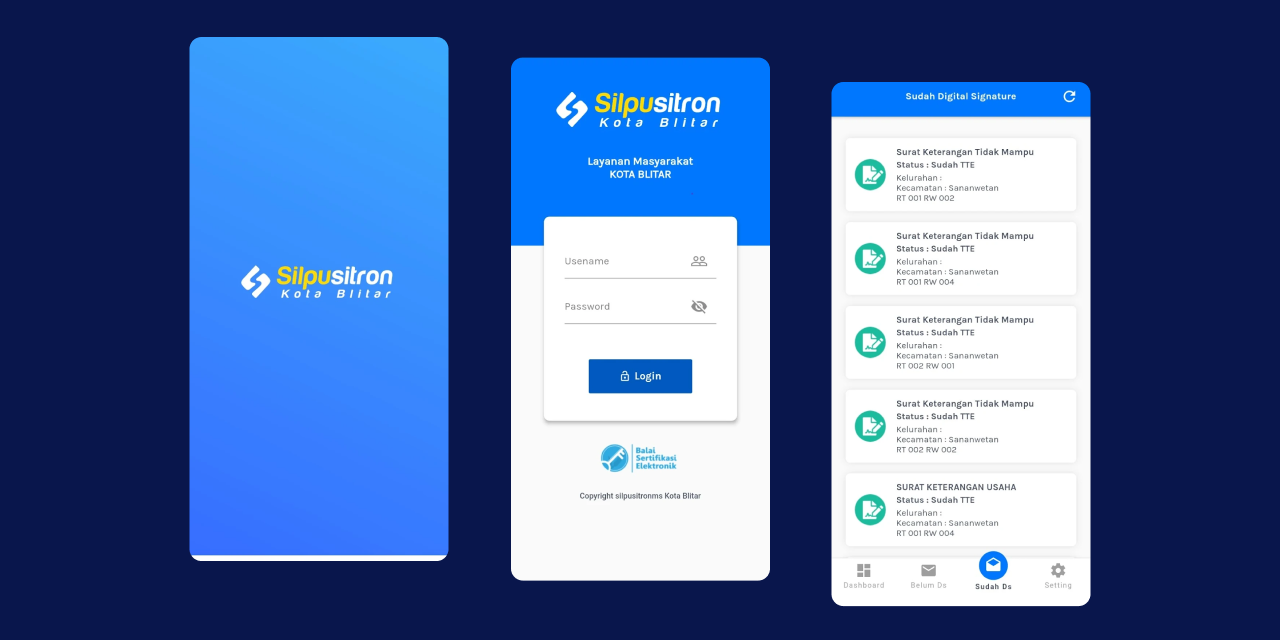 Silpusitron
Kota Blitar
Silpusitron
Kota Blitar
Layanan Masyarakat
KOTA BLITAR
Usename
Password
Login
Balai
Sertifikasi
Elektronik
Copyright silpusitronms Kota Blitar
Sudah Digital Signature
Surat Keterangan Tidak Mampu
Status : Sudah TTE
Kelurahan :
Kecamatan : Sananwetan
RT 001 RW 002
Surat Keterangan Tidak Mampu
Status : Sudah TTE
Kelurahan :
Kecamatan : Sananwetan
RT 001 RW 004
Surat Keterangan Tidak Mampu
Status : Sudah TTE
Kelurahan :
Kecamatan : Sananwetan
RT 002 RW 001
Surat Keterangan Tidak Mampu
Status : Sudah TTE
Kelurahan :
Kecamatan : Sananwetan
RT 002 RW 002
SURAT KETERANGAN USAHA
Status : Sudah TTE
Kelurahan :
Kecamatan : Sananwetan
RT 001 RW 004
Dashboard
Belum Ds
Sudah Ds
Setting